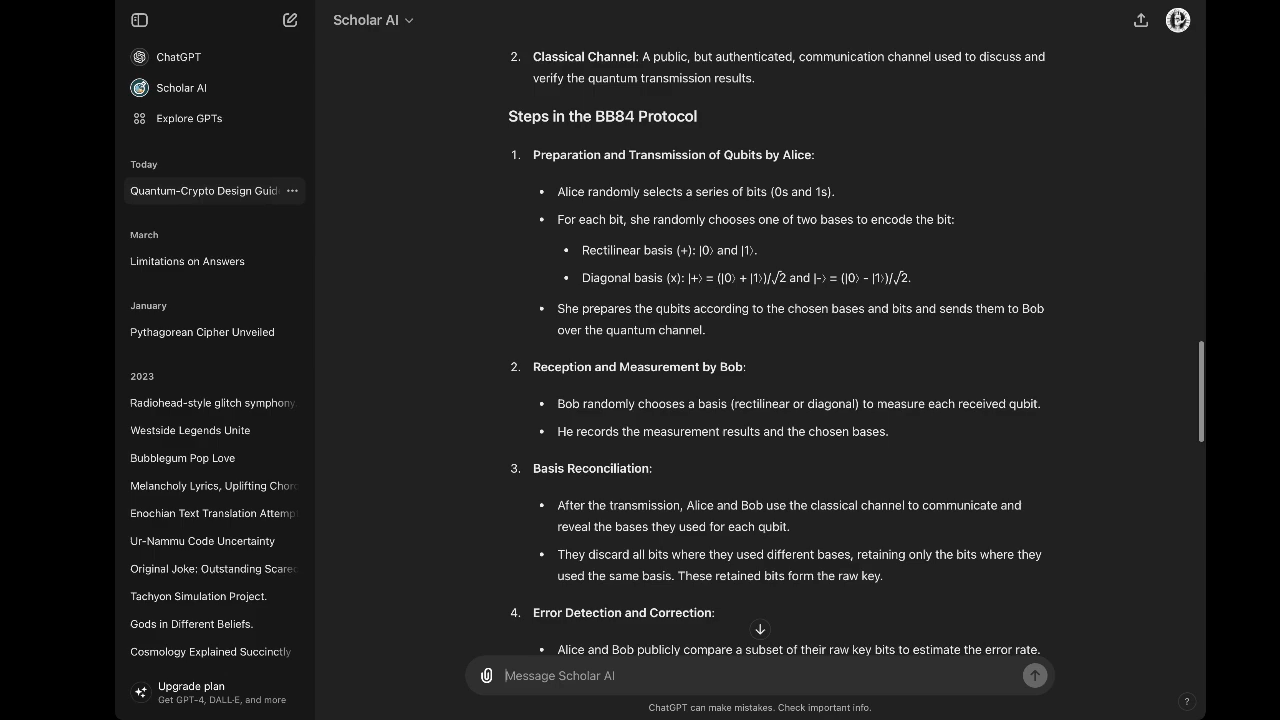 Scholar AI
ChatGPT
Scholar AI
Explore GPTs
Today
Quantum-Crypto Design Guid
March
Limitations on Answers
January
Pythagorean Cipher Unveiled
2023
Radiohead-style glitch symphony.
Westside Legends Unite
Bubblegum Pop Love
Melancholy Lyrics, Uplifting Chor
Enochian Text Translation Attempt
Ur-Nammu Code Uncertainty
Original Joke: Outstanding Scarec
Tachyon Simulation Project.
Gods in Different Beliefs.
Cosmology Explained Succinctly
Upgrade plan
Get GPT-4, DALL·E, and more
2. Classical Channel: A public, but authenticated, communication channel used to discuss and
verify the quantum transmission results.
Steps in the BB84 Protocol
1. Preparation and Transmission of Qubits by Alice:
• Alice randomly selects a series of bits (0s and 1s).
• For each bit, she randomly chooses one of two bases to encode the bit:
• Rectilinear basis (+): |0⟩ and |1⟩.
• Diagonal basis (x): |+⟩ = (|0⟩ + |1⟩)/√2 and |-⟩ = (|0⟩ - |1⟩)/√2.
• She prepares the qubits according to the chosen bases and bits and sends them to Bob
over the quantum channel.
2. Reception and Measurement by Bob:
• Bob randomly chooses a basis (rectilinear or diagonal) to measure each received qubit.
• He records the measurement results and the chosen bases.
3. Basis Reconciliation:
• After the transmission, Alice and Bob use the classical channel to communicate and
reveal the bases they used for each qubit.
• They discard all bits where they used different bases, retaining only the bits where they
used the same basis. These retained bits form the raw key.
4. Error Detection and Correction:
• Alice and Bob publicly compare a subset of their raw key bits to estimate the error rate.
Message Scholar AI
ChatGPT can make mistakes. Check important info.
?